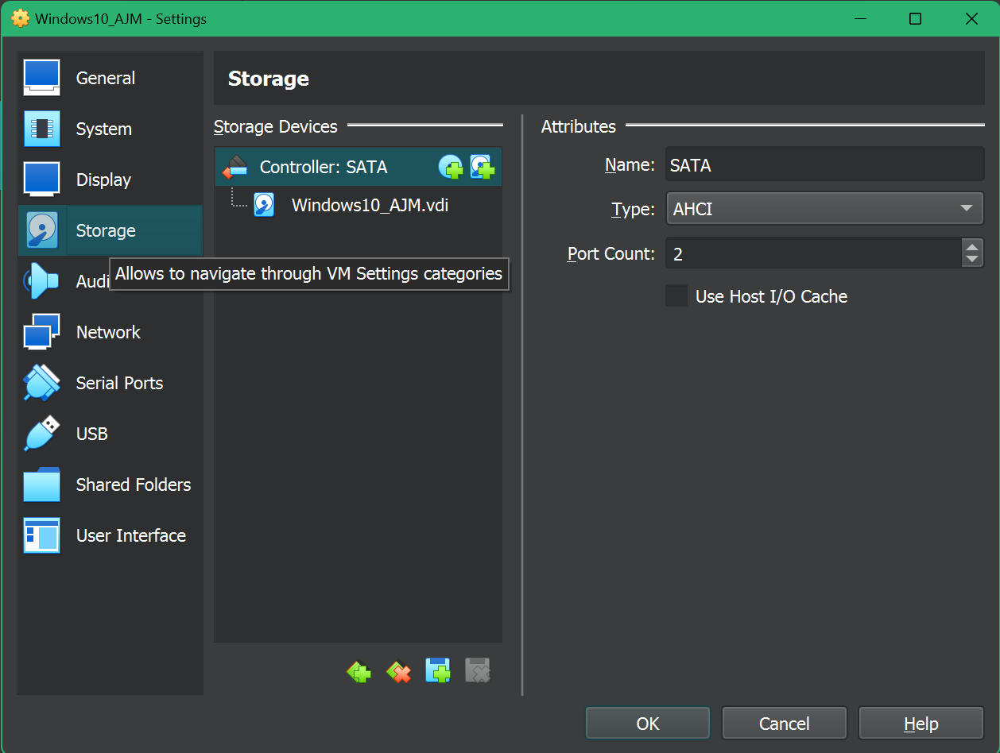 Windows10_AJM - Settings
General
System
Display
Storage
Audi
Network
Serial Ports
USB
Shared Folders
User Interface
Allows to navigate through VM Settings categories
Storage
Storage Devices
Controller: SATA
Windows10_AJM.vdi
Attributes
Name: SATA
Type: AHCI
Port Count: 2
Use Host I/O Cache
OK Cancel Help